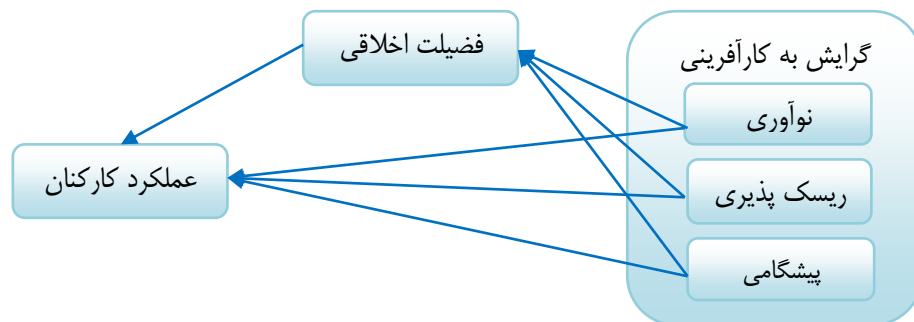 فضیلت اخلاقی
گرایش به کارآفرینی
نوآوری
عملکرد کارکنان
ریسک پذیری
پیشگامی